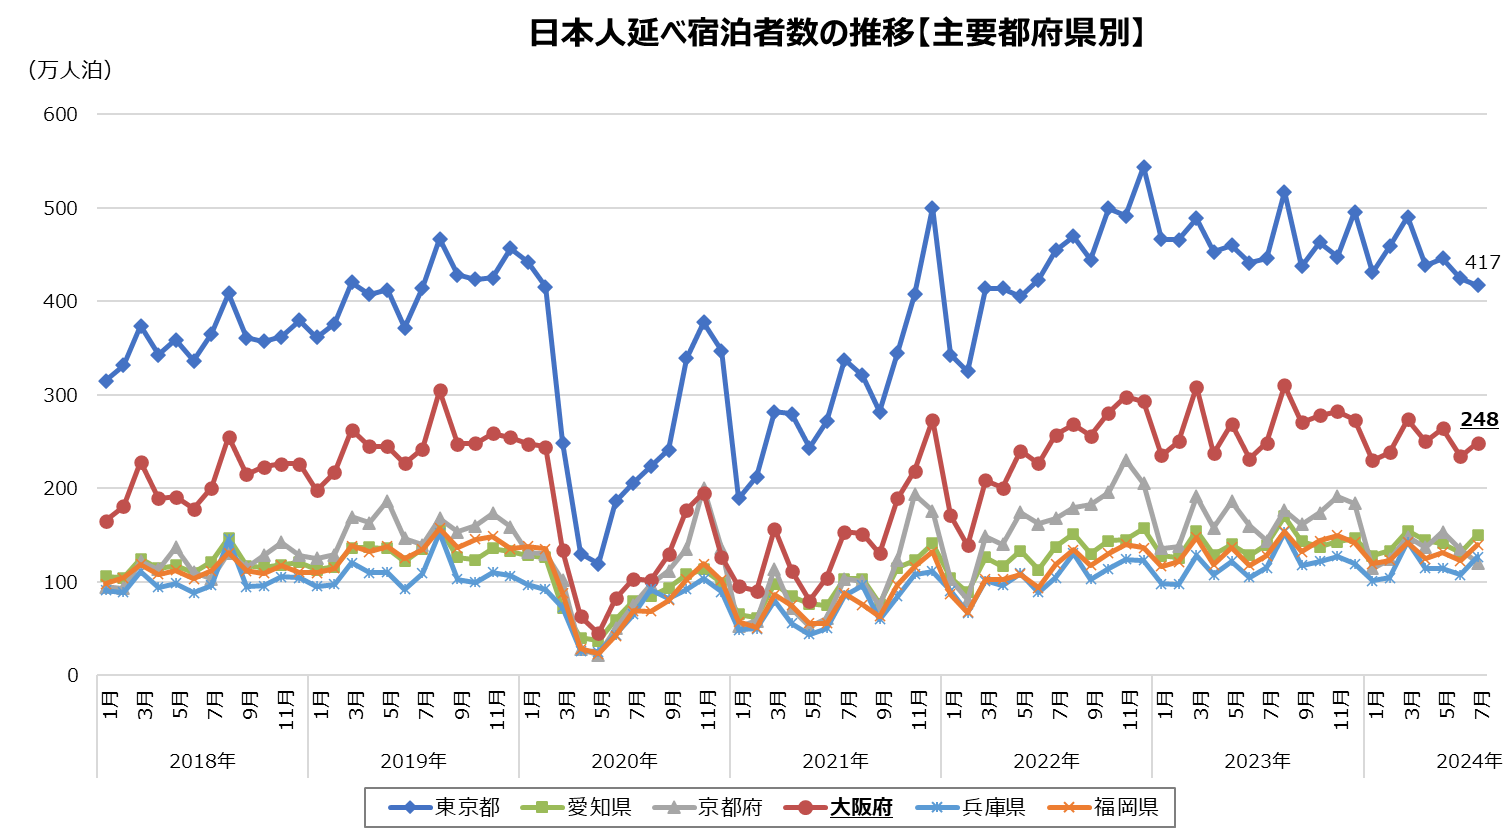 日本人延べ宿泊者数の推移【主要都府県別】
（万人泊）
600
500
400
300
200
100
0
417
248
1月 3月 5月 7月 9月 11月 1月 3月 5月 7月 9月 11月 1月 3月 5月 7月 9月 11月 1月 3月 5月 7月 9月 11月 1月 3月 5月 7月 9月 11月 1月 3月 5月 7月 9月 11月 1月 3月 5月 7月
2018年 2019年 2020年 2021年 2022年 2023年 2024年
東京都 愛知県 京都府 大阪府 兵庫県 福岡県